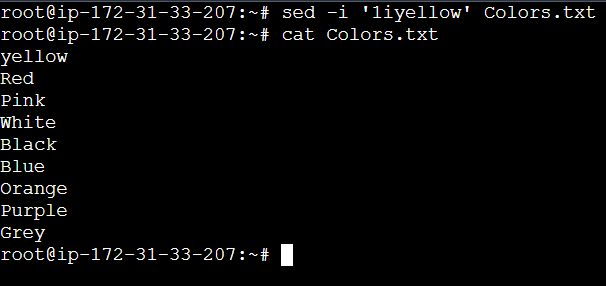 root@ip-172-31-33-207:~# sed -i '1iyellow' Colors.txt
root@ip-172-31-33-207:~# cat Colors.txt
yellow
Red
Pink
White
Black
Blue
Orange
Purple
Grey
root@ip-172-31-33-207:~#